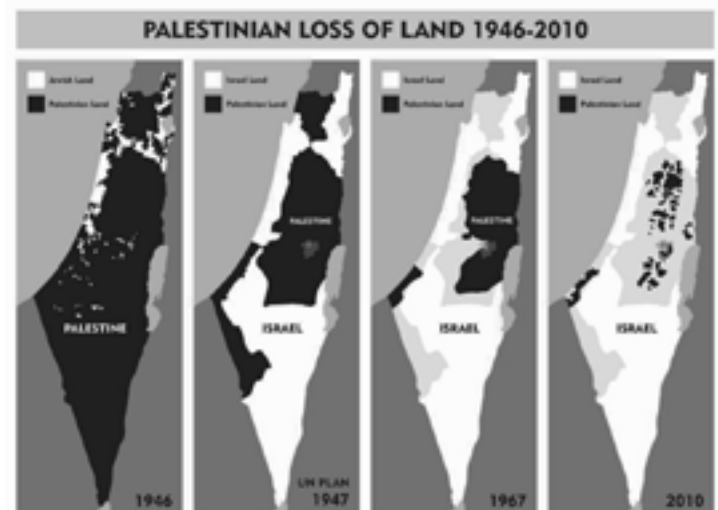 PALESTINIAN LOSS OF LAND 1946-2010
Jewish Land
Palestinian Land
PALESTINE
1946
Israel Land
Palestinian Land
PALESTINE
ISRAEL
UN PLAN
1947
Israel Land
Palestinian Land
PALESTINE
ISRAEL
1967
Israel Land
Palestinian Land
ISRAEL
2010